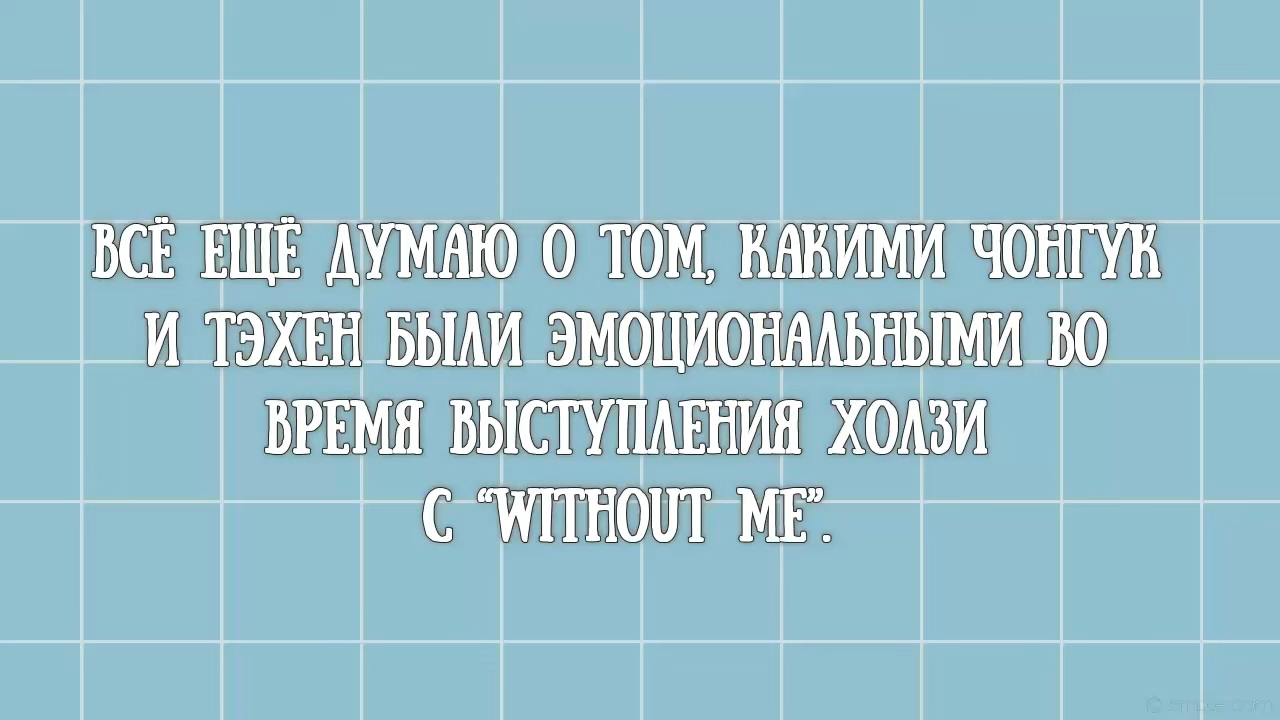 ВСЁ ЕЩЁ ДУМАЮ О ТОМ, КАКИМИ ЧОНГУК
И ТЭХЕН БЫЛИ ЭМОЦИОНАЛЬНЫМИ ВО
ВРЕМЯ ВЫСТУПЛЕНИЯ ХОЛЗИ
С “WITHOUT ME”.